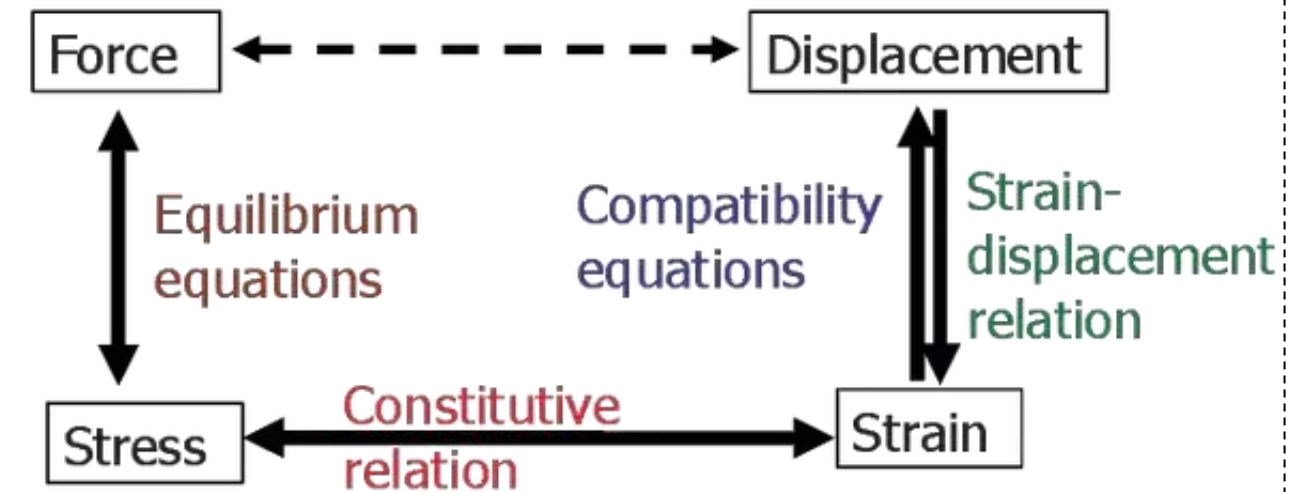 Force
Displacement
Equilibrium
equations
Compatibility
equations
Strain-
displacement
relation
Stress
Constitutive
relation
Strain